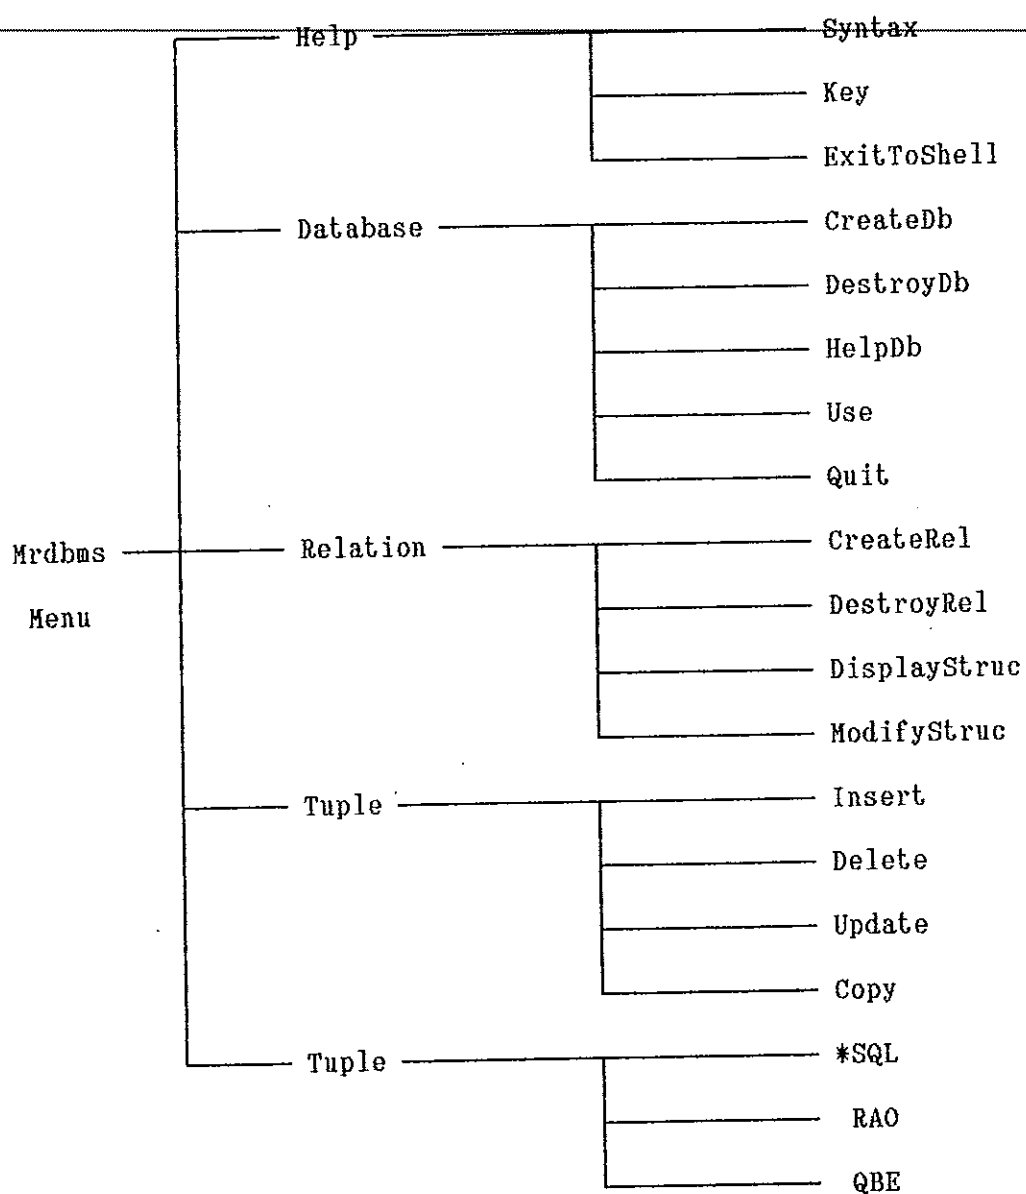 Help Syntax
Key
ExitToShell
Database CreateDb
DestroyDb
HelpDb
Use
Quit
Mrdbms Relation CreateRel
Menu DestroyRel
DisplayStruc
ModifyStruc
Tuple Insert
Delete
Update
Copy
Tuple *SQL
RAO
QBE